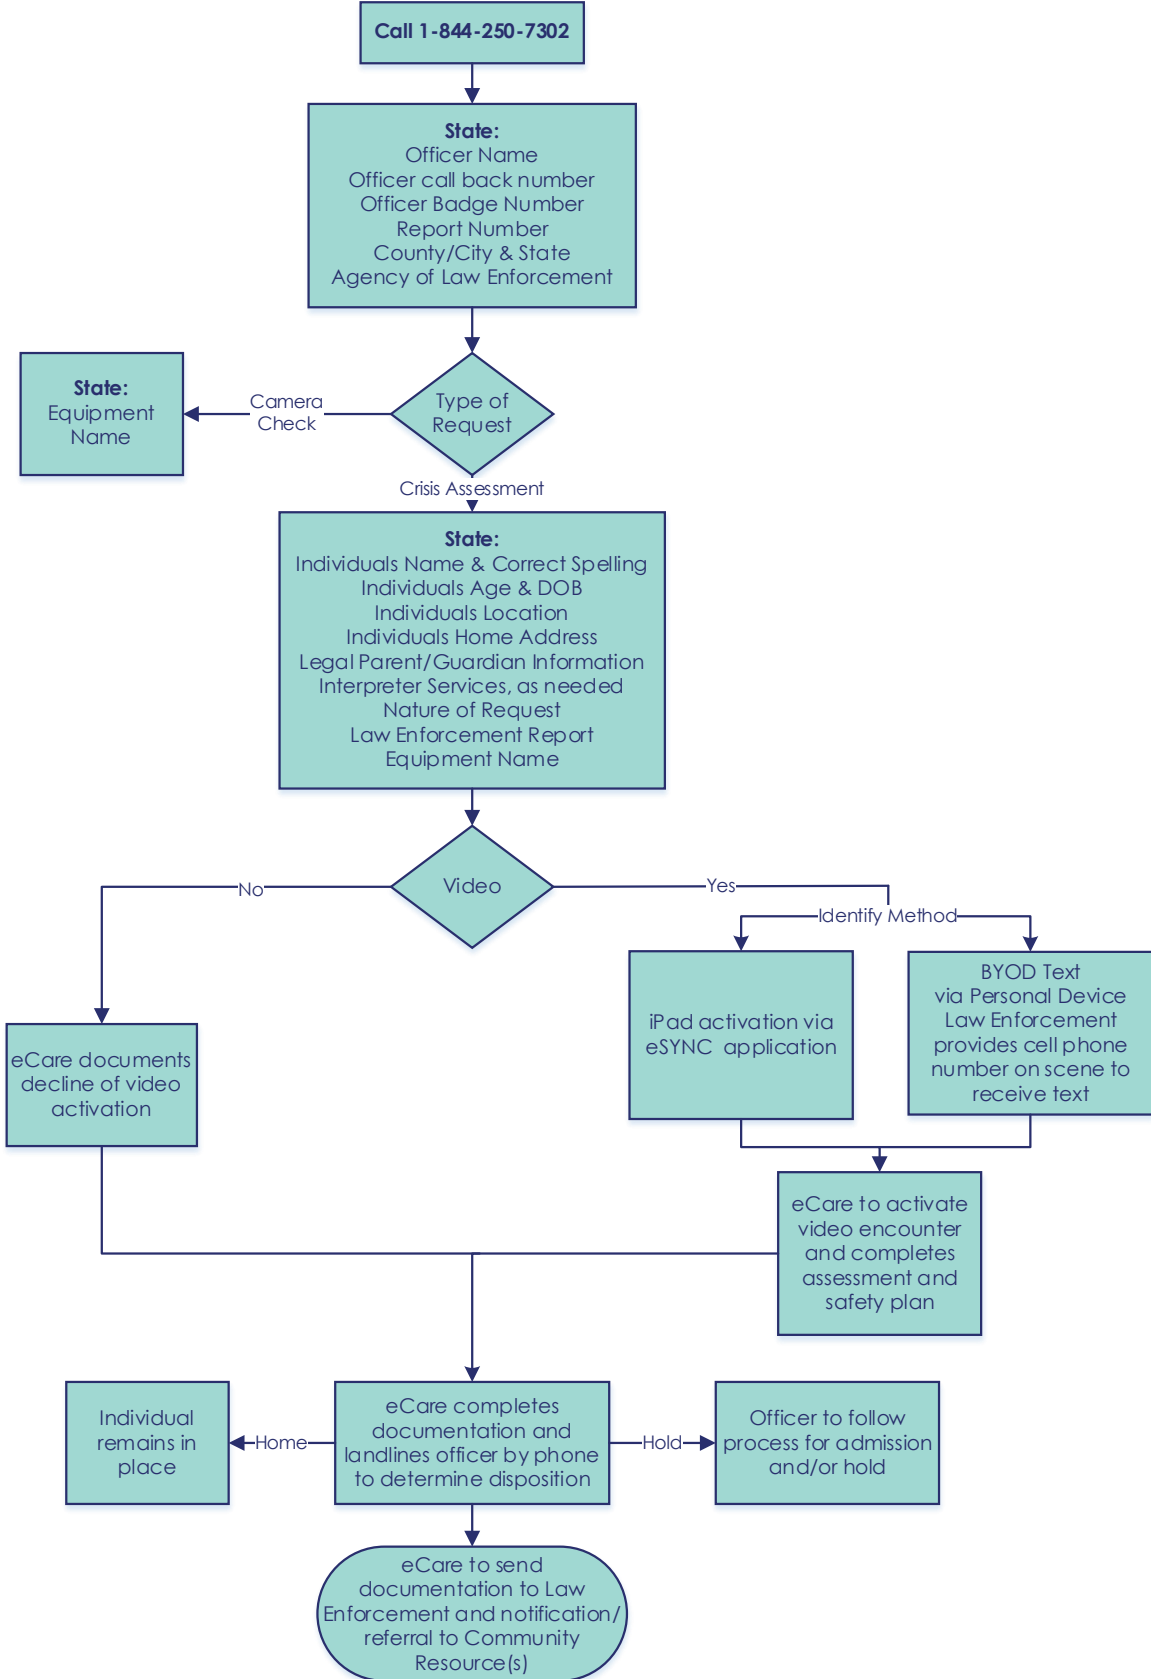 Call 1-844-250-7302
State:
Officer Name
Officer call back number
Officer Badge Number
Report Number
County/City & State
Agency of Law Enforcement
State:
Equipment
Name
Camera
Check
Type of
Request
Crisis Assessment
State:
Individuals Name & Correct Spelling
Individuals Age & DOB
Individuals Location
Individuals Home Address
Legal Parent/Guardian Information
Interpreter Services, as needed
Nature of Request
Law Enforcement Report
Equipment Name
No
Video
Yes
Identify Method
eCare documents
decline of video
activation
iPad activation via
eSYNC application
BYOD Text
via Personal Device
Law Enforcement
provides cell phone
number on scene to
receive text
eCare to activate
video encounter
and completes
assessment and
safety plan
Individual
remains in
place
Home
eCare completes
documentation and
landlines officer by phone
to determine disposition
Hold
Officer to follow
process for admission
and/or hold
eCare to send
documentation to Law
Enforcement and notification/
referral to Community
Resource(s)